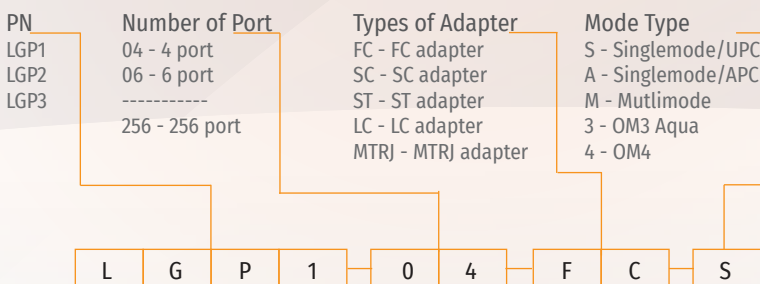 PN
LGP1
LGP2
LGP3
Number of Port
04 - 4 port
06 - 6 port
-----------
256 - 256 port
Types of Adapter
FC - FC adapter
SC - SC adapter
ST - ST adapter
LC - LC adapter
MTRJ - MTRJ adapter
Mode Type
S - Singlemode/UPC
A - Singlemode/APC
M - Mutlimode
3 - OM3 Aqua
4 - OM4
L G P 1 - 0 4 - F C - S